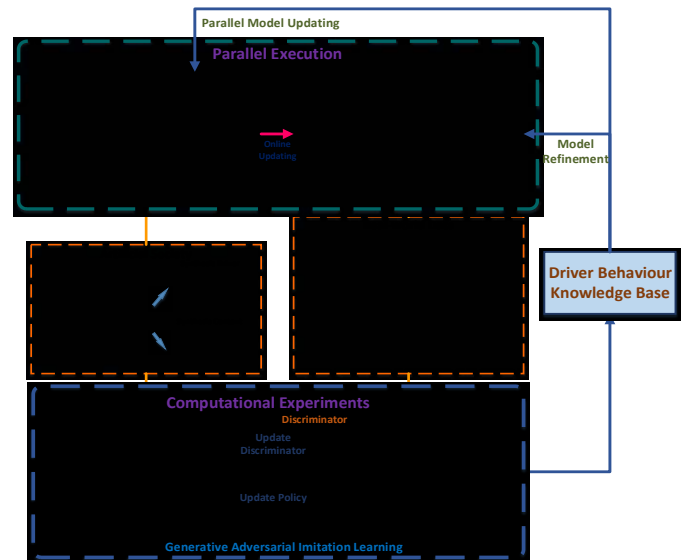 Parallel Model Updating
Parallel Execution
Online
Updating
Model
Refinement
Driver Behaviour
Knowledge Base
Computational Experiments
Discriminator
Update
Discriminator
Update Policy
Generative Adversarial Imitation Learning